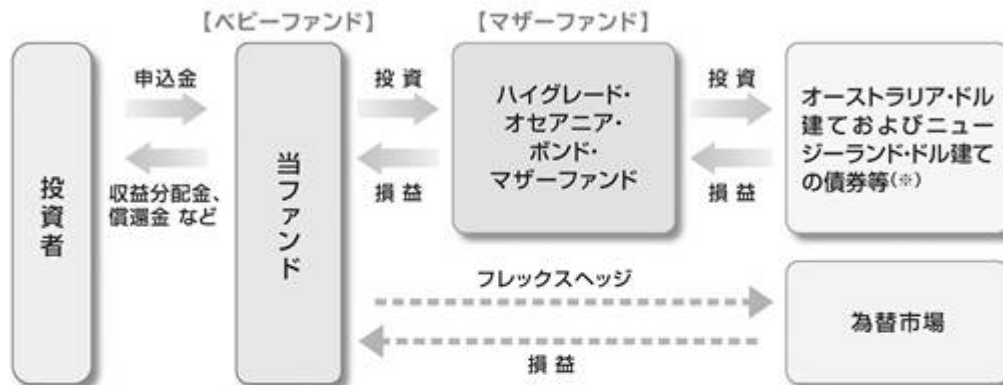 【ベビーファンド】
【マザーファンド】
投資者
申込金
収益分配金、
償還金 など
当ファンド
投 資
損 益
ハイグレード・
オセアニア・
ボンド・
マザーファンド
投 資
損 益
オーストラリア・ドル
建ておよびニュー
ジーランド・ドル建て
の債券等(※)
フレックスヘッジ
損 益
為替市場